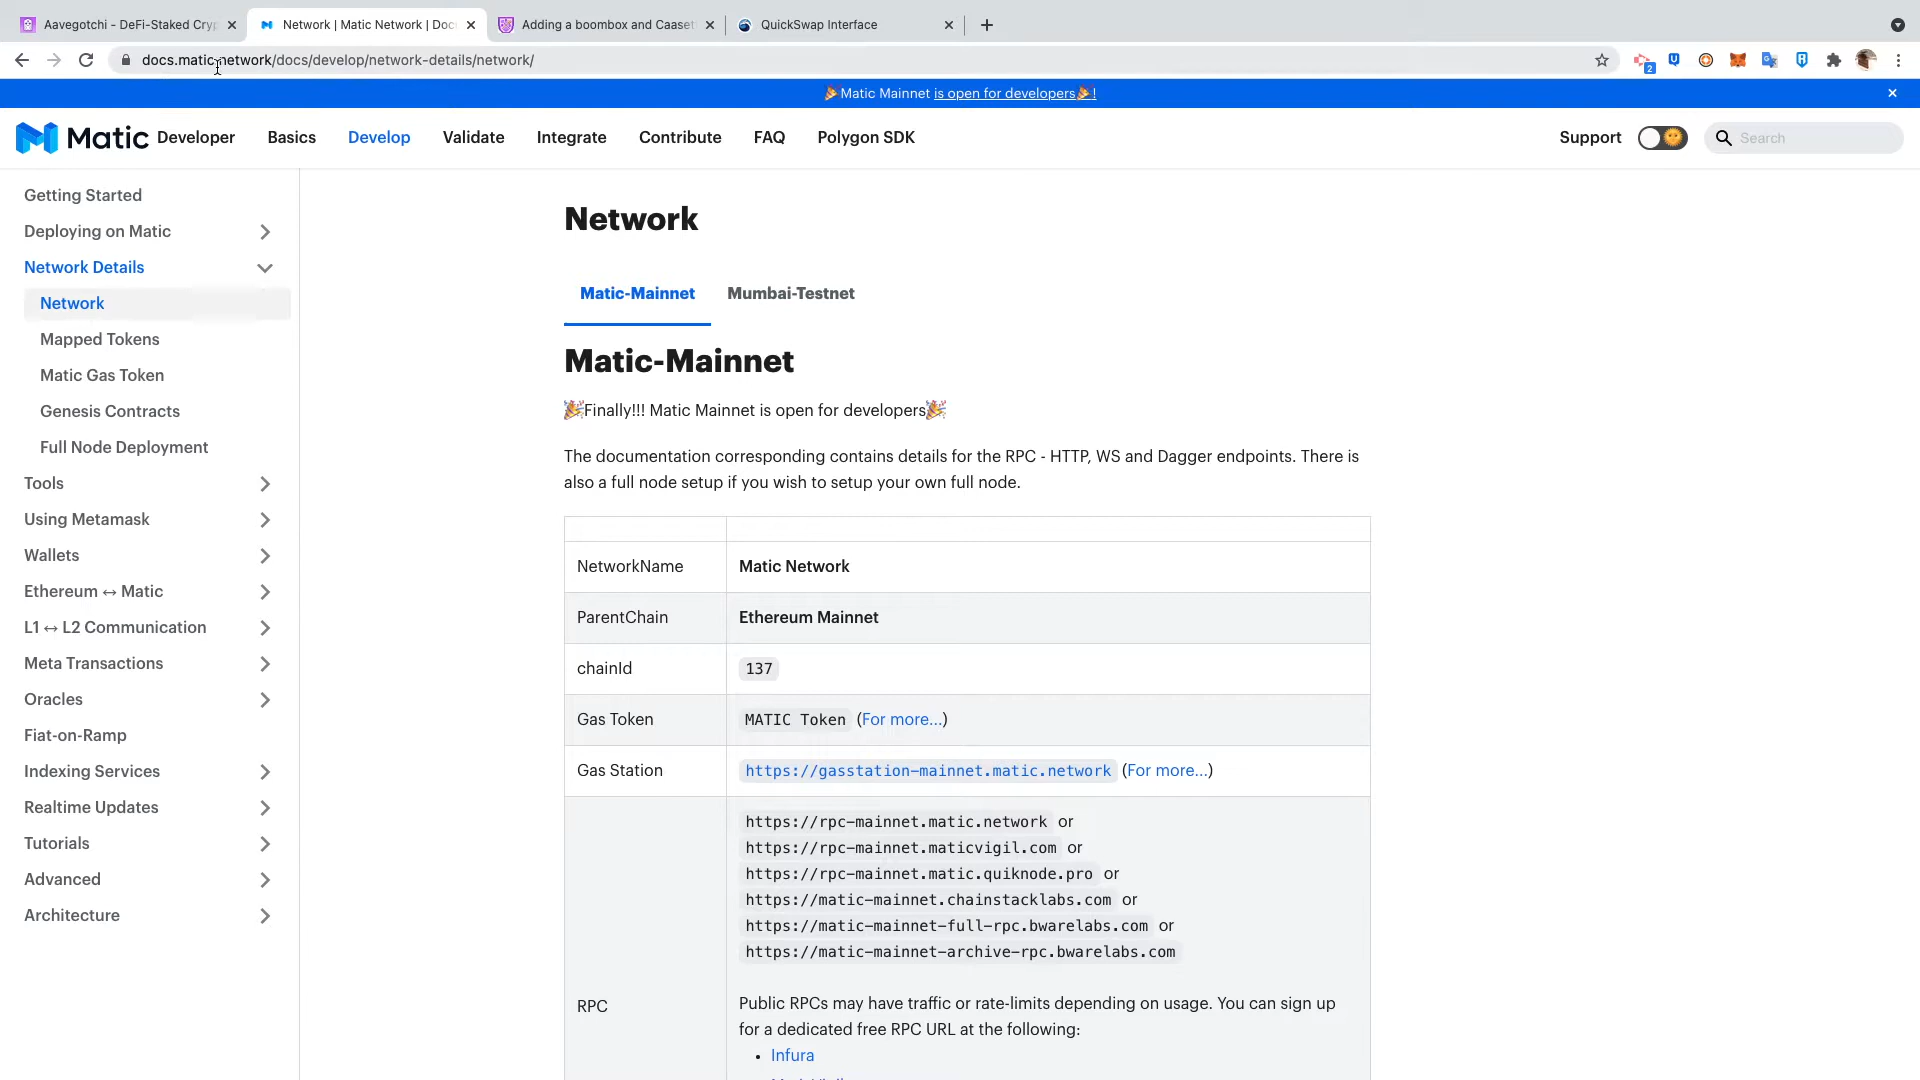 Aavegotchi - DeFi-Staked Cryp
Network | Matic Network | Doc
Adding a boombox and Caaset
QuickSwap Interface
docs.matic.network/docs/develop/network-details/network/
2
🎉Matic Mainnet is open for developers🎉!
Matic Developer
Basics
Develop
Validate
Integrate
Contribute
FAQ
Polygon SDK
Support
Search
Getting Started
Deploying on Matic
Network Details
Network
Mapped Tokens
Matic Gas Token
Genesis Contracts
Full Node Deployment
Tools
Using Metamask
Wallets
Ethereum ↔ Matic
L1 ↔ L2 Communication
Meta Transactions
Oracles
Fiat-on-Ramp
Indexing Services
Realtime Updates
Tutorials
Advanced
Architecture
Network
Matic-Mainnet
Mumbai-Testnet
Matic-Mainnet
🎉Finally!!! Matic Mainnet is open for developers🎉
The documentation corresponding contains details for the RPC - HTTP, WS and Dagger endpoints. There is
also a full node setup if you wish to setup your own full node.
NetworkName Matic Network
ParentChain Ethereum Mainnet
chainId 137
Gas Token MATIC Token (For more...)
Gas Station https://gasstation-mainnet.matic.network (For more...)
https://rpc-mainnet.matic.network or
https://rpc-mainnet.maticvigil.com or
https://rpc-mainnet.matic.quiknode.pro or
https://matic-mainnet.chainstacklabs.com or
https://matic-mainnet-full-rpc.bwarelabs.com or
https://matic-mainnet-archive-rpc.bwarelabs.com
RPC
Public RPCs may have traffic or rate-limits depending on usage. You can sign up
for a dedicated free RPC URL at the following:
• Infura